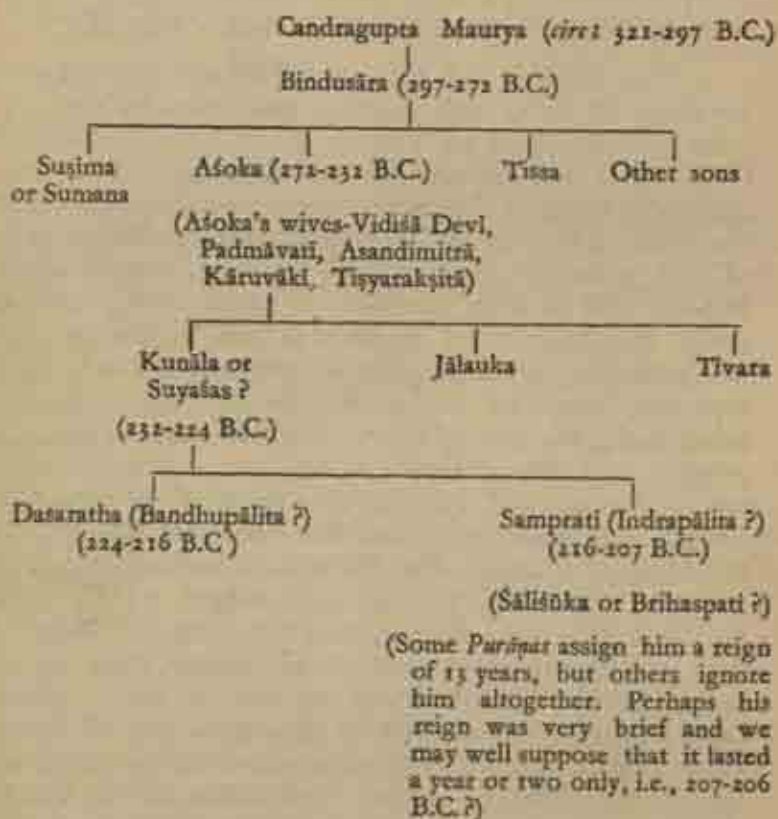 Candragupta Maurya (circ: 321-297 B.C.)
Bindusāra (297-272 B.C.)
Suṣima or Sumana
Aśoka (272-232 B.C.)
Tissa
Other sons
(Aśoka's wives-Vidiśā Devī,
Padmāvatī, Asandimitrā,
Kāruvākī, Tiṣyarakṣitā)
Kunāla or
Suyaśas ?
(232-224 B.C.)
Jālauka
Tīvara
Dasaratha (Bandhupālita ?)
(224-216 B.C )
Samprati (Indrapālita ?)
(216-207 B.C.)
(Śāliśūka or Brihaspati ?)
(Some Purāṇas assign him a reign
of 13 years, but others ignore
him altogether. Perhaps his
reign was very brief and we
may well suppose that it lasted
a year or two only, i.e., 207-206
B.C. ?)